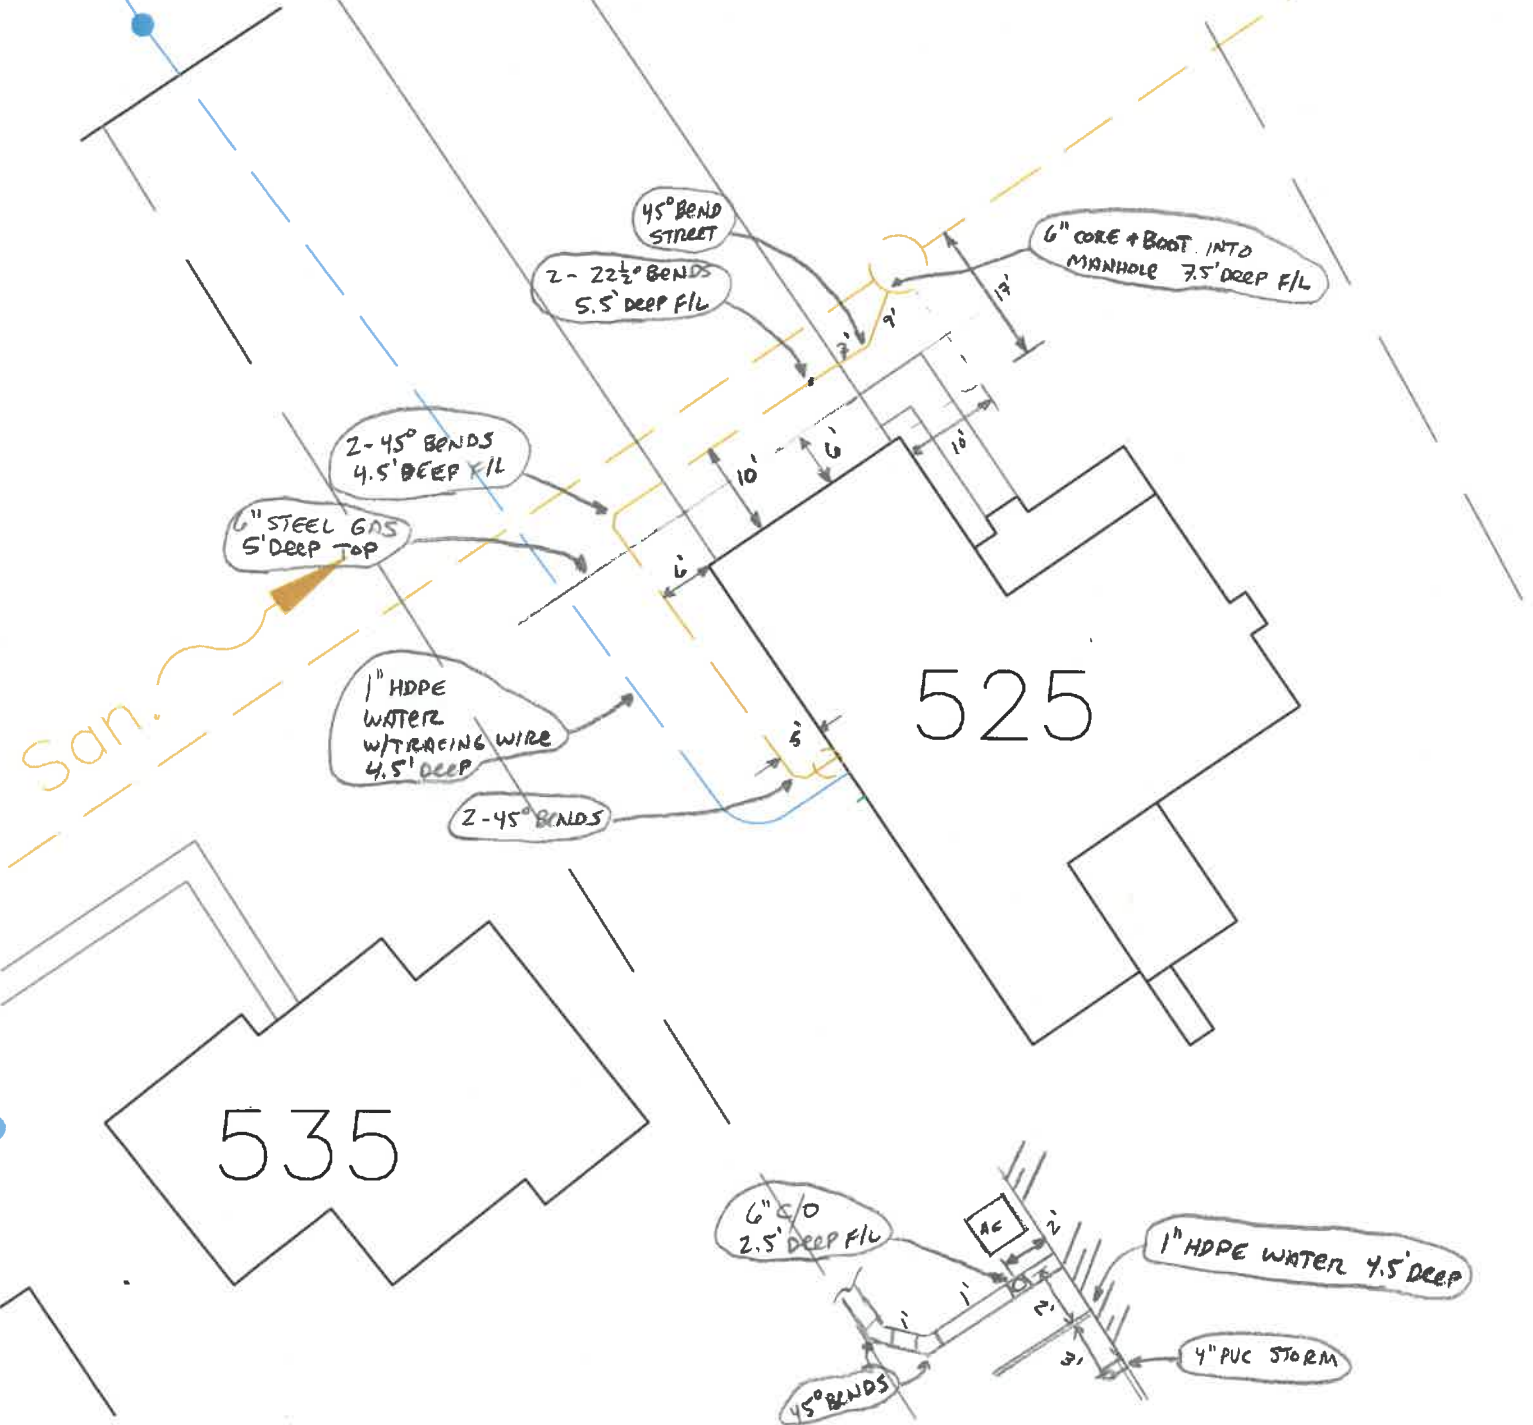 45° BEND
STREET
2 - 22½° BENDS
5.5' DEEP F/L
6" CORE + BOOT INTO
MANHOLE 7.5' DEEP F/L
17'
9'
7'
2-45° BENDS
4.5' DEEP F/L
10'
6'
10'
6" STEEL GAS
5' DEEP TOP
6'
San.
1" HDPE
WATER
W/TRACING WIRE
4.5' DEEP
5'
525
2-45° BENDS
535
6" C/O
2.5' DEEP F/L
2'
1" HDPE WATER 4.5' DEEP
1'
1'
2'
3'
4" PVC STORM
45° BENDS